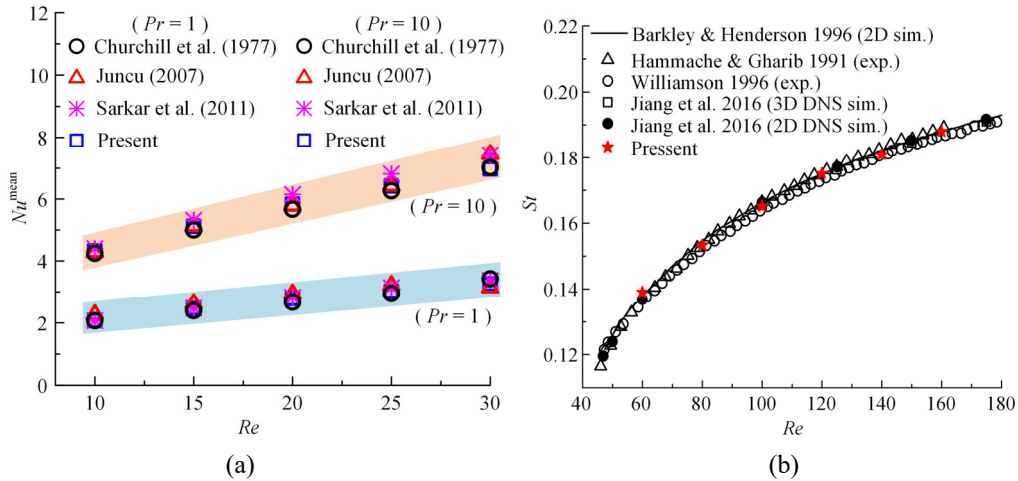 (a)
( Pr = 1 ) ( Pr = 10 )
Churchill et al. (1977) Churchill et al. (1977)
Juncu (2007) Juncu (2007)
Sarkar et al. (2011) Sarkar et al. (2011)
Present Present
( Pr = 10 )
( Pr = 1 )
12
10
8
6
4
2
0
Nu^mean
10 15 20 25 30
Re
(a)
(b)
Barkley & Henderson 1996 (2D sim.)
Hammache & Gharib 1991 (exp.)
Williamson 1996 (exp.)
Jiang et al. 2016 (3D DNS sim.)
Jiang et al. 2016 (2D DNS sim.)
Pressent
0.22
0.20
0.18
0.16
0.14
0.12
St
40 60 80 100 120 140 160 180
Re
(b)